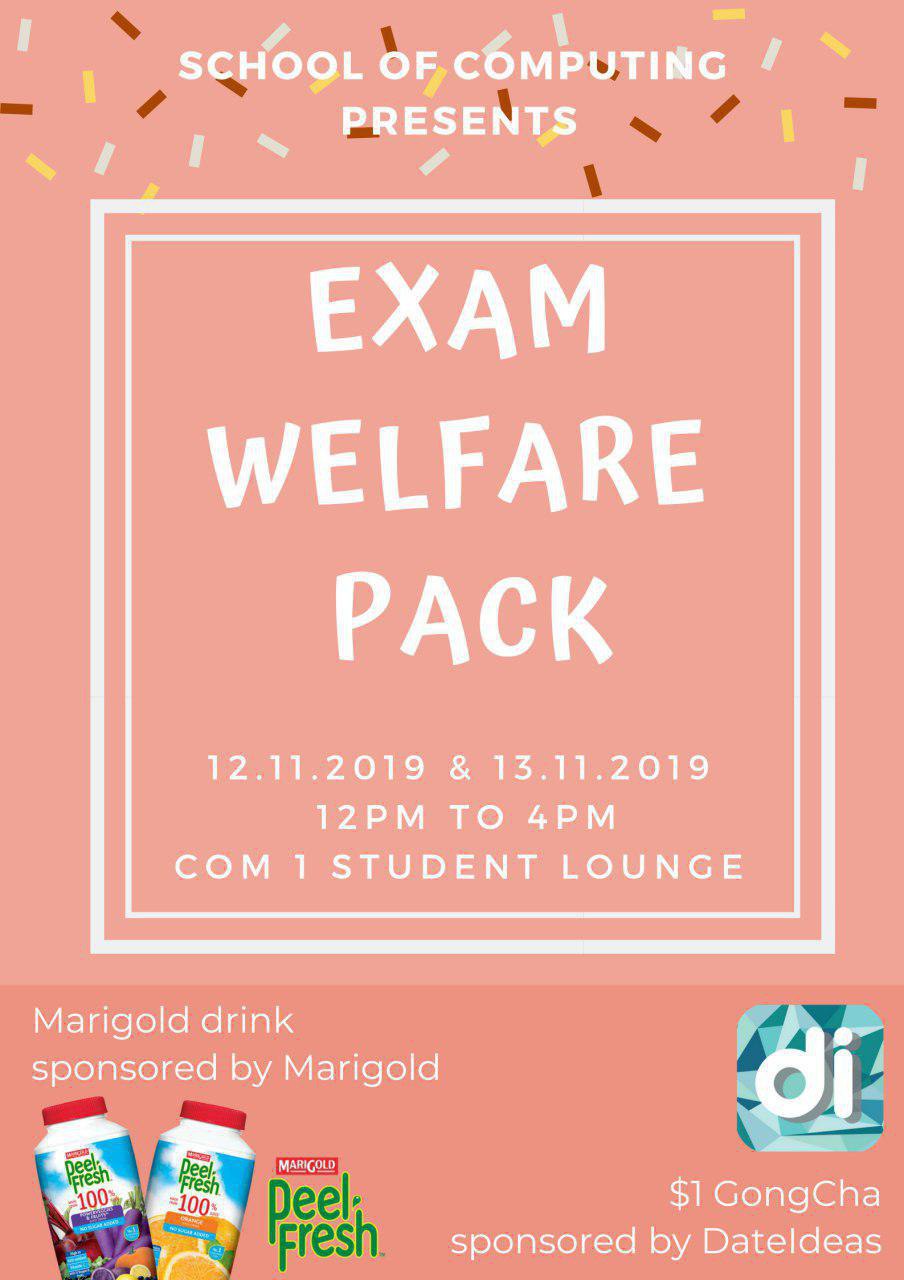 SCHOOL OF COMPUTING
PRESENTS
EXAM
WELFARE
PACK
12.11.2019 & 13.11.2019
12PM TO 4PM
COM 1 STUDENT LOUNGE
Marigold drink
sponsored by Marigold
di
MARIGOLD
Peel
Fresh
100%
NO SUGAR ADDED
MARIGOLD
Peel
Fresh
100%
ORANGE
NO SUGAR ADDED
MARIGOLD
Peel
Fresh
$1 GongCha
sponsored by DateIdeas